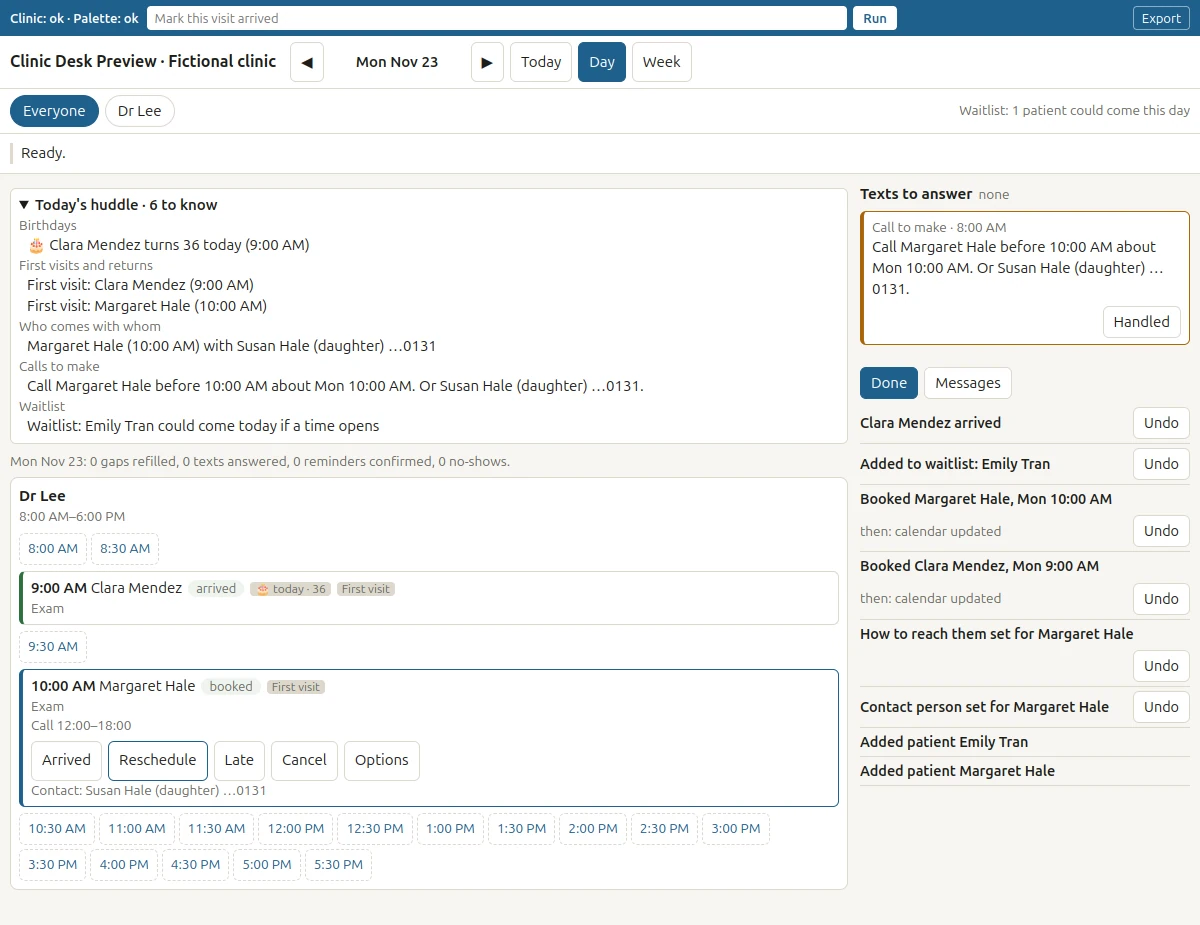 Clinic: ok · Palette: ok
Mark this visit arrived
Run
Export
Clinic Desk Preview · Fictional clinic
◀
Mon Nov 23
▶
Today
Day
Week
Everyone
Dr Lee
Waitlist: 1 patient could come this day
Ready.
▼ Today's huddle · 6 to know
Birthdays
🎂 Clara Mendez turns 36 today (9:00 AM)
First visits and returns
First visit: Clara Mendez (9:00 AM)
First visit: Margaret Hale (10:00 AM)
Who comes with whom
Margaret Hale (10:00 AM) with Susan Hale (daughter) …0131
Calls to make
Call Margaret Hale before 10:00 AM about Mon 10:00 AM. Or Susan Hale (daughter) …0131.
Waitlist
Waitlist: Emily Tran could come today if a time opens
Mon Nov 23: 0 gaps refilled, 0 texts answered, 0 reminders confirmed, 0 no-shows.
Dr Lee
8:00 AM–6:00 PM
8:00 AM 8:30 AM
9:00 AM Clara Mendez arrived 🎂 today · 36 First visit
Exam
9:30 AM
10:00 AM Margaret Hale booked First visit
Exam
Call 12:00–18:00
Arrived Reschedule Late Cancel Options
Contact: Susan Hale (daughter) …0131
10:30 AM 11:00 AM 11:30 AM 12:00 PM 12:30 PM 1:00 PM 1:30 PM 2:00 PM 2:30 PM 3:00 PM
3:30 PM 4:00 PM 4:30 PM 5:00 PM 5:30 PM
Texts to answer none
Call to make · 8:00 AM
Call Margaret Hale before 10:00 AM about
Mon 10:00 AM. Or Susan Hale (daughter) …
0131.
Handled
Done Messages
Clara Mendez arrived Undo
Added to waitlist: Emily Tran Undo
Booked Margaret Hale, Mon 10:00 AM
then: calendar updated Undo
Booked Clara Mendez, Mon 9:00 AM
then: calendar updated Undo
How to reach them set for Margaret Hale
Undo
Contact person set for Margaret Hale Undo
Added patient Emily Tran
Added patient Margaret Hale